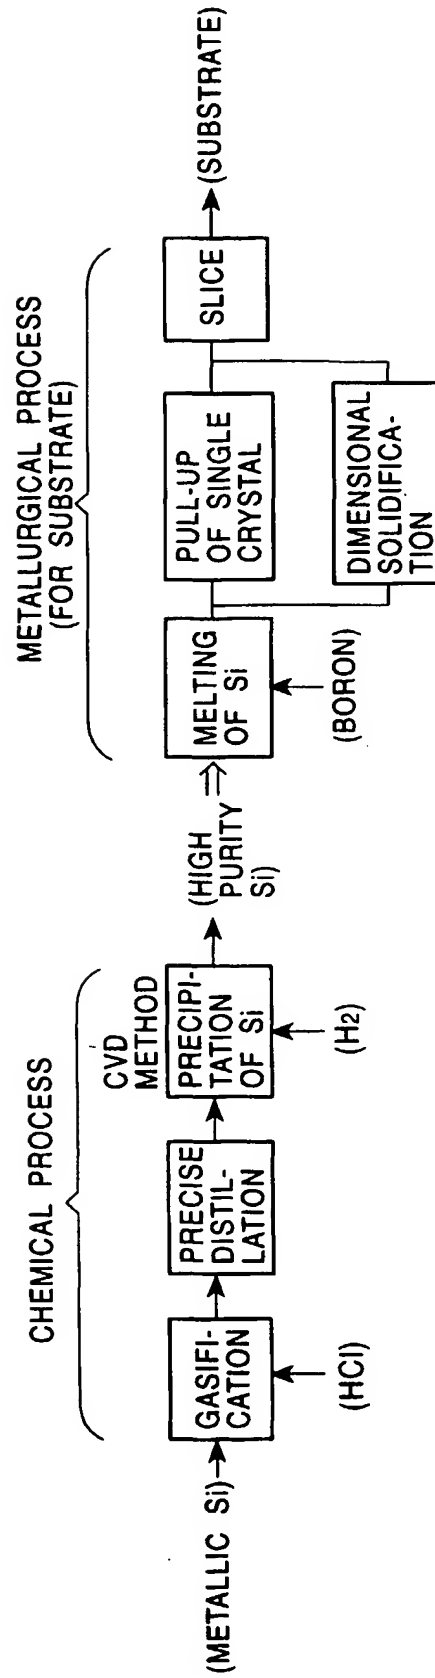 CHEMICAL PROCESS
(METALLIC Si)
GASIFI-
CATION
(HCl)
PRECISE
DISTIL-
LATION
CVD
METHOD
PRECIPI-
TATION
OF Si
(H2)
(HIGH
PURITY
Si)
METALLURGICAL PROCESS
(FOR SUBSTRATE)
MELTING
OF Si
(BORON)
PULL-UP
OF SINGLE
CRYSTAL
DIMENSIONAL
SOLIDIFICA-
TION
SLICE
(SUBSTRATE)